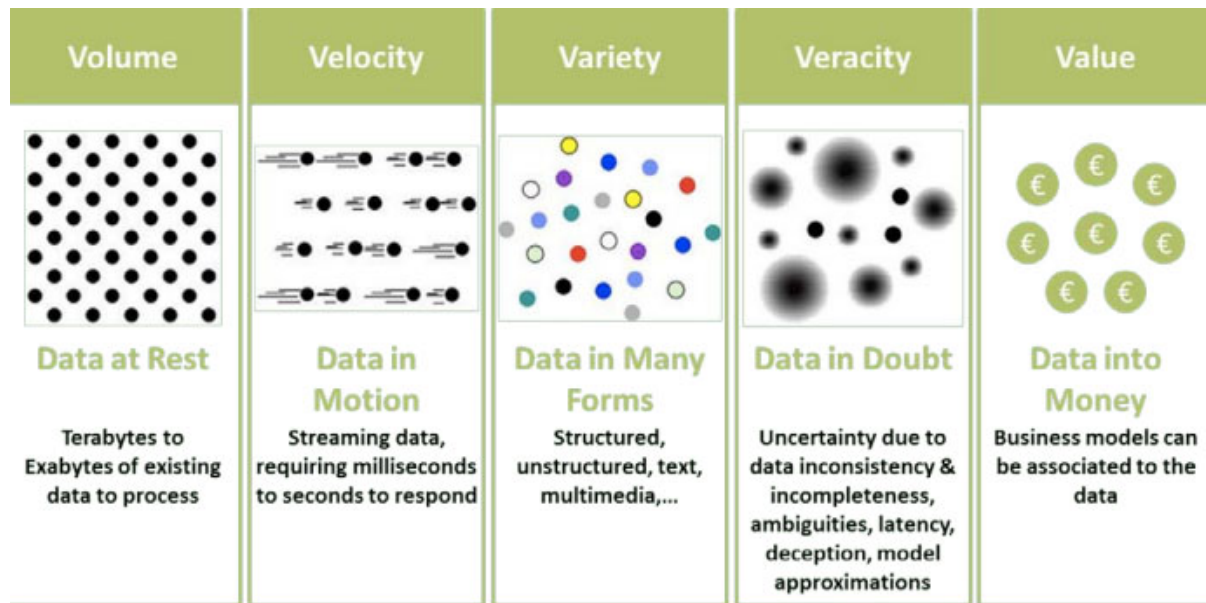 Volume
Data at Rest
Terabytes to
Exabytes of existing
data to process
Velocity
Data in
Motion
Streaming data,
requiring milliseconds
to seconds to respond
Variety
Data in Many
Forms
Structured,
unstructured, text,
multimedia,...
Veracity
Data in Doubt
Uncertainty due to
data inconsistency &
incompleteness,
ambiguities, latency,
deception, model
approximations
Value
€
€
€
€
€
€
€
€
Data into
Money
Business models can
be associated to the
data